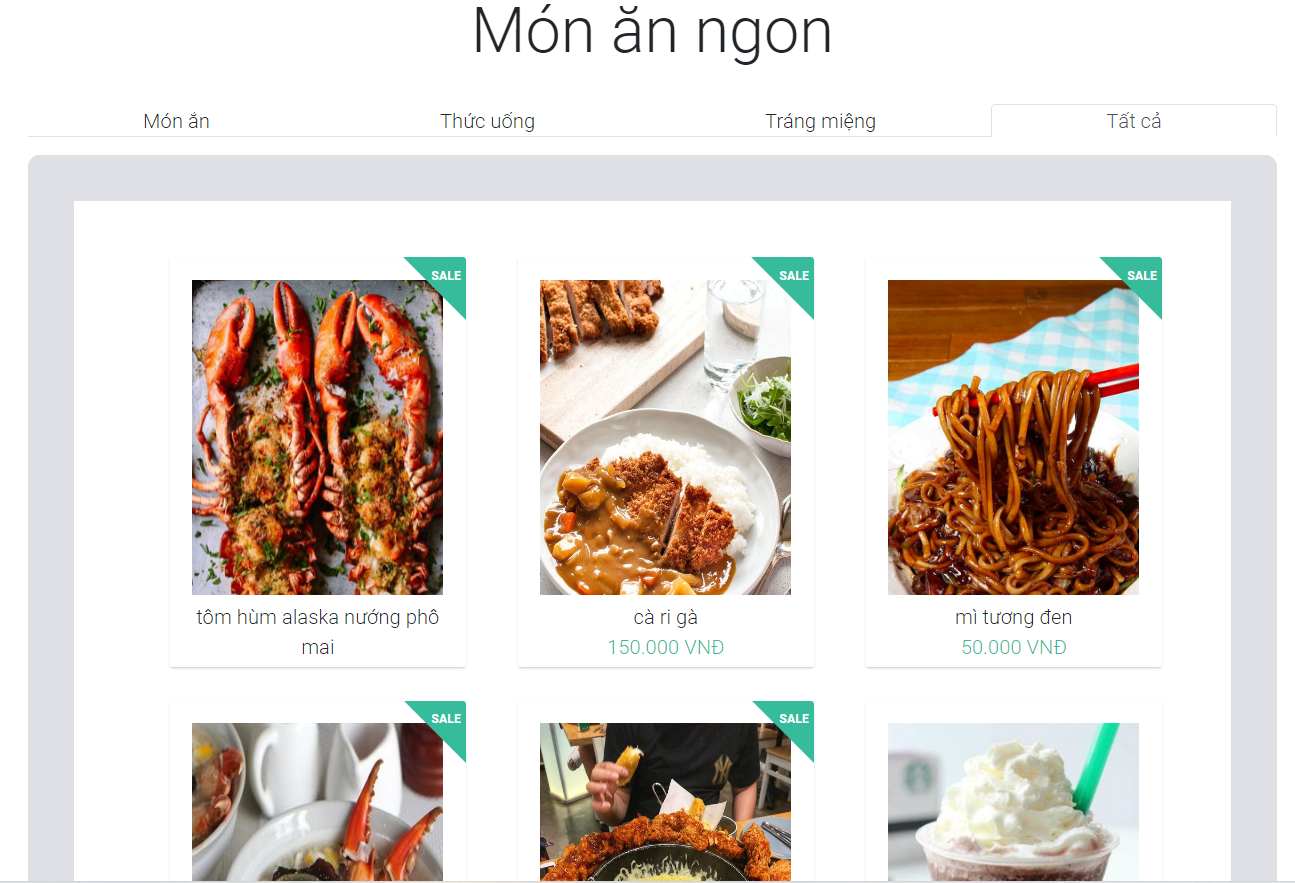 Món ăn ngon
Món ăn
Thức uống
Tráng miệng
Tất cả
SALE
SALE
SALE
tôm hùm alaska nướng phô
mai
cà ri gà
150.000 VNĐ
mì tương đen
50.000 VNĐ
SALE
SALE